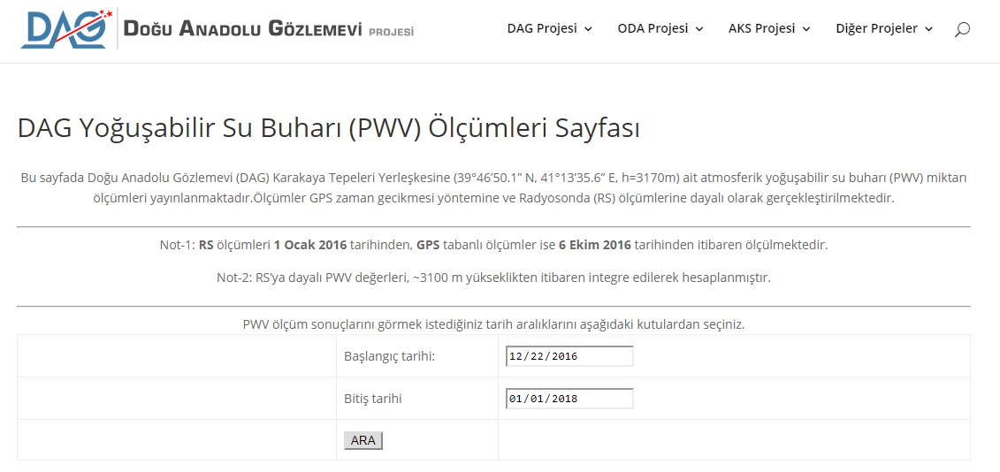 DAG DOĞU ANADOLU GÖZLEMEVİ PROJESİ
DAG Projesi ODA Projesi AKS Projesi Diğer Projeler
DAG Yoğuşabilir Su Buharı (PWV) Ölçümleri Sayfası
Bu sayfada Doğu Anadolu Gözlemevi (DAG) Karakaya Tepeleri Yerleşkesine (39°46’50.1” N, 41°13’35.6” E, h=3170m) ait atmosferik yoğuşabilir su buharı (PWV) miktarı
ölçümleri yayınlanmaktadır.Ölçümler GPS zaman gecikmesi yöntemine ve Radyosonda (RS) ölçümlerine dayalı olarak gerçekleştirilmektedir.
Not-1: RS ölçümleri 1 Ocak 2016 tarihinden, GPS tabanlı ölçümler ise 6 Ekim 2016 tarihinden itibaren ölçülmektedir.
Not-2: RS’ya dayalı PWV değerleri, ~3100 m yükseklikten itibaren integre edilerek hesaplanmıştır.
PWV ölçüm sonuçlarını görmek istediğiniz tarih aralıklarını aşağıdaki kutulardan seçiniz.
Başlangıç tarihi: 12/22/2016
Bitiş tarihi 01/01/2018
ARA